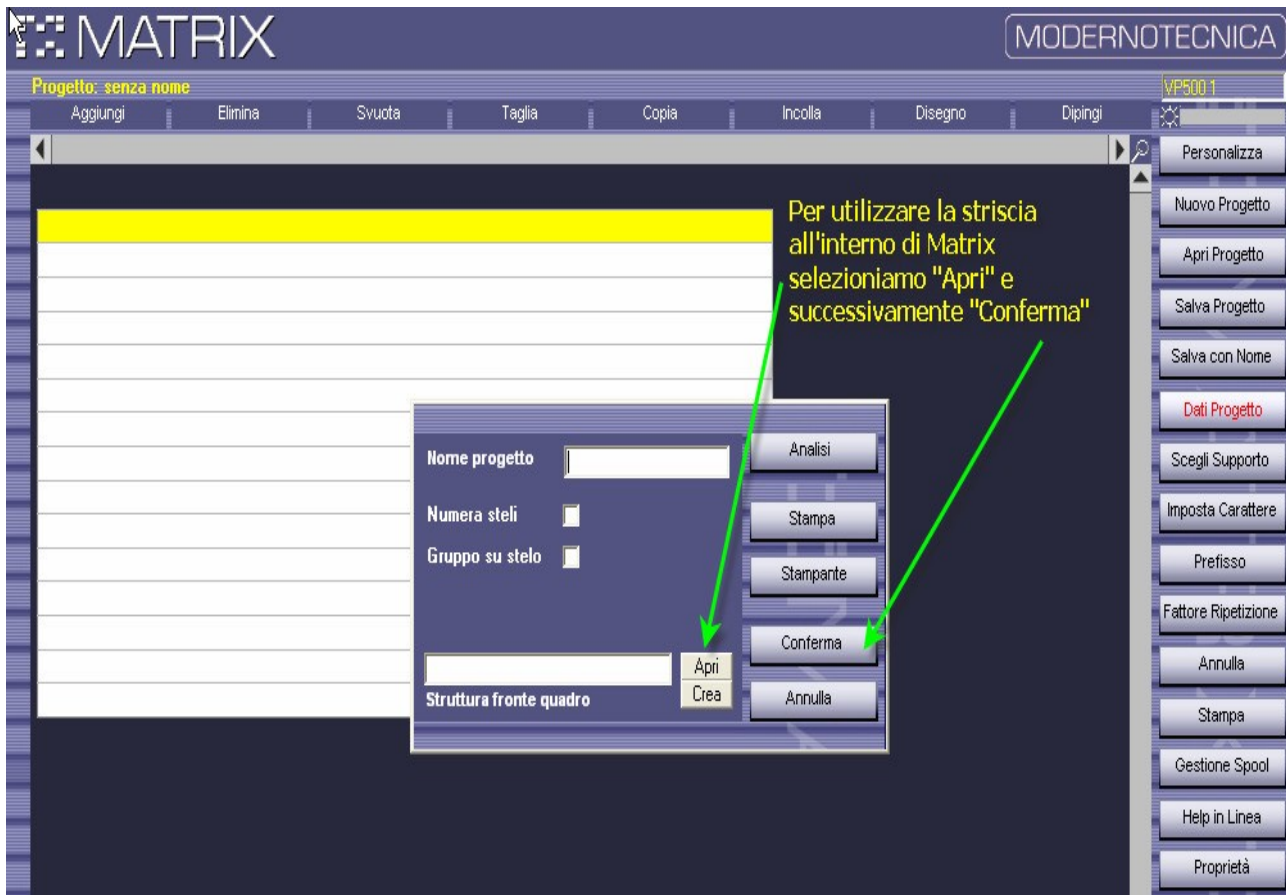 MATRIX
MODERNOTECNICA
Progetto: senza nome
VP500 1
Aggiungi
Elimina
Svuota
Taglia
Copia
Incolla
Disegno
Dipingi
Personalizza
Nuovo Progetto
Apri Progetto
Salva Progetto
Salva con Nome
Dati Progetto
Scegli Supporto
Imposta Carattere
Prefisso
Fattore Ripetizione
Annulla
Stampa
Gestione Spool
Help in Linea
Proprietà
Per utilizzare la striscia
all'interno di Matrix
selezioniamo "Apri" e
successivamente "Conferma"
Nome progetto
Numera steli
Gruppo su stelo
Apri
Crea
Struttura fronte quadro
Analisi
Stampa
Stampante
Conferma
Annulla